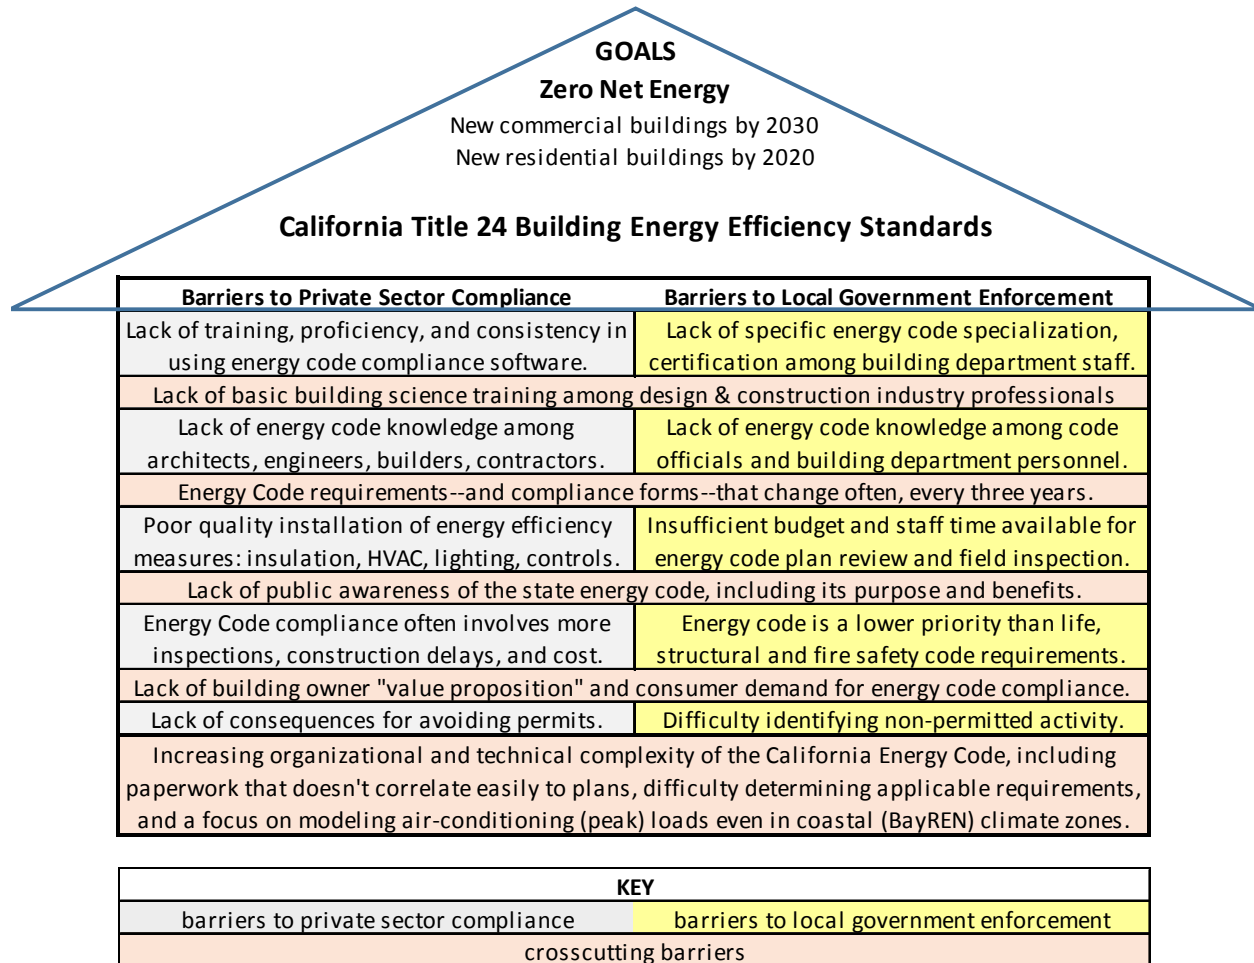 GOALS
Zero Net Energy
New commercial buildings by 2030
New residential buildings by 2020
California Title 24 Building Energy Efficiency Standards
Barriers to Private Sector Compliance
Barriers to Local Government Enforcement
Lack of training, proficiency, and consistency in
using energy code compliance software.
Lack of specific energy code specialization,
certification among building department staff.
Lack of basic building science training among design & construction industry professionals
Lack of energy code knowledge among
architects, engineers, builders, contractors.
Lack of energy code knowledge among code
officials and building department personnel.
Energy Code requirements--and compliance forms--that change often, every three years.
Poor quality installation of energy efficiency
measures: insulation, HVAC, lighting, controls.
Insufficient budget and staff time available for
energy code plan review and field inspection.
Lack of public awareness of the state energy code, including its purpose and benefits.
Energy Code compliance often involves more
inspections, construction delays, and cost.
Energy code is a lower priority than life,
structural and fire safety code requirements.
Lack of building owner "value proposition" and consumer demand for energy code compliance.
Lack of consequences for avoiding permits.
Difficulty identifying non-permitted activity.
Increasing organizational and technical complexity of the California Energy Code, including
paperwork that doesn't correlate easily to plans, difficulty determining applicable requirements,
and a focus on modeling air-conditioning (peak) loads even in coastal (BayREN) climate zones.
KEY
barriers to private sector compliance
barriers to local government enforcement
crosscutting barriers